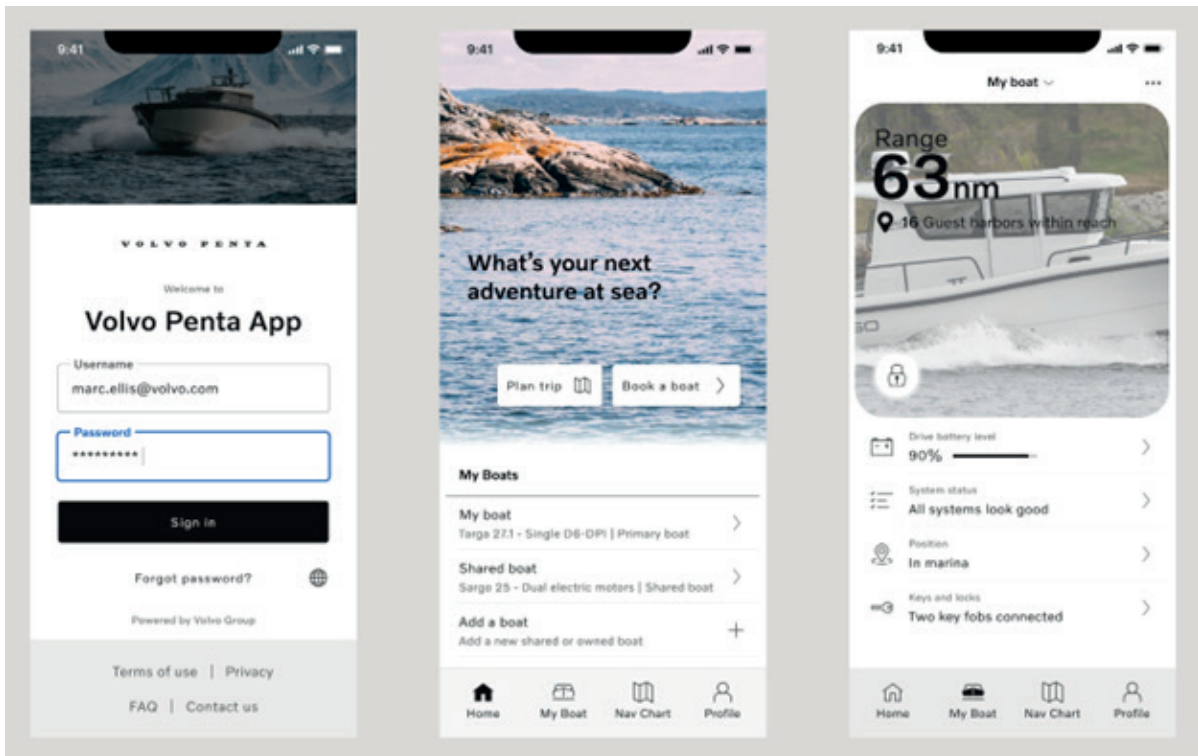 9:41
VOLVO PENTA
Welcome to
Volvo Penta App
Username
marc.ellis@volvo.com
Password
*********
Sign in
Forgot password?
Powered by Volvo Group
Terms of use | Privacy
FAQ | Contact us
9:41
What's your next
adventure at sea?
Plan trip
Book a boat
My Boats
My boat
Targa 27.1 - Single D6-DPI | Primary boat
Shared boat
Sargo 25 - Dual electric motors | Shared boat
Add a boat
Add a new shared or owned boat
Home My Boat Nav Chart Profile
9:41
My boat
Range
63nm
16 Guest harbors within reach
Drive battery level
90%
System status
All systems look good
Position
In marina
Keys and locks
Two key fobs connected
Home My Boat Nav Chart Profile